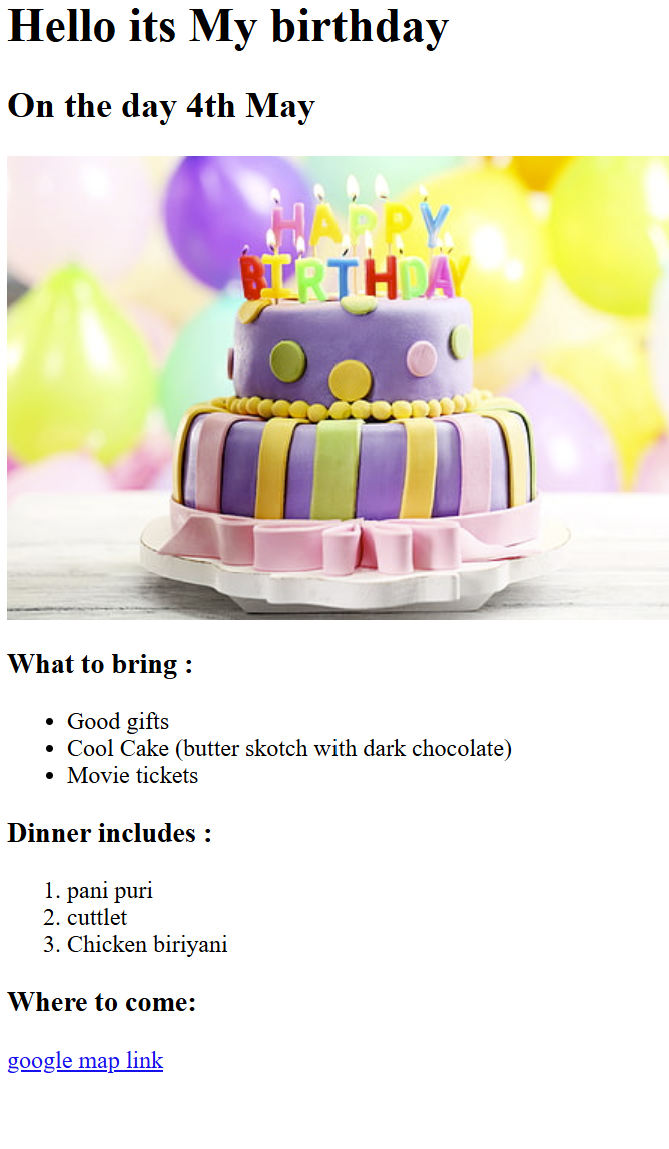 Hello its My birthday
On the day 4th May
HAPPY
BIRTHDAY
What to bring :
• Good gifts
• Cool Cake (butter skotch with dark chocolate)
• Movie tickets
Dinner includes :
1. pani puri
2. cuttlet
3. Chicken biriyani
Where to come:
google map link